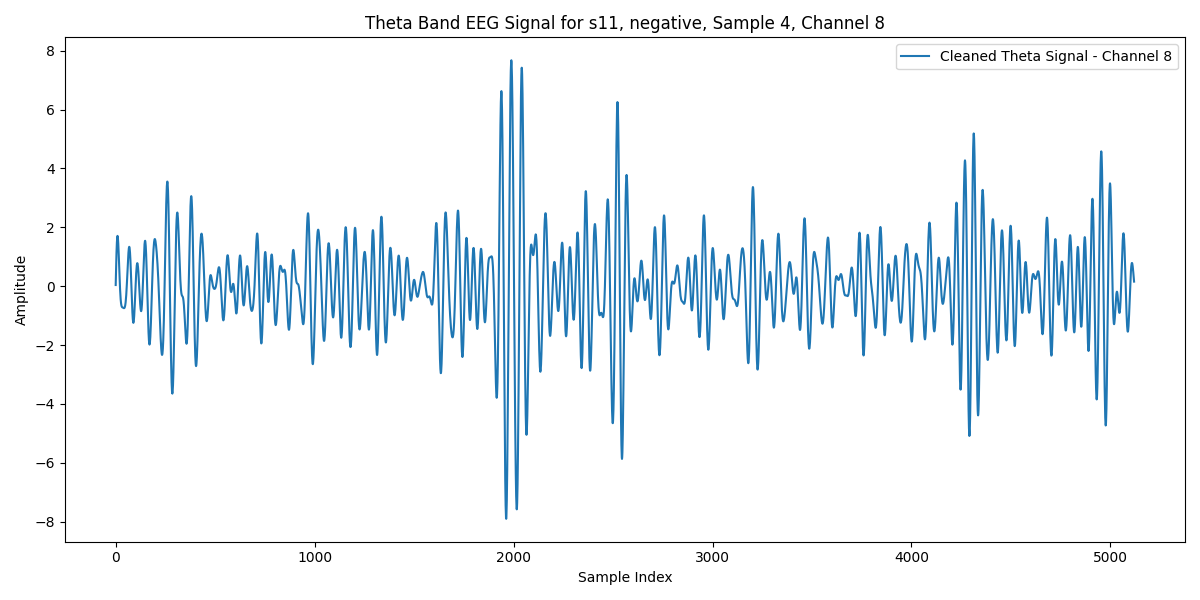 Theta Band EEG Signal for s11, negative, Sample 4, Channel 8
Cleaned Theta Signal - Channel 8
Amplitude
8
6
4
2
0
−2
−4
−6
−8
0 1000 2000 3000 4000 5000
Sample Index